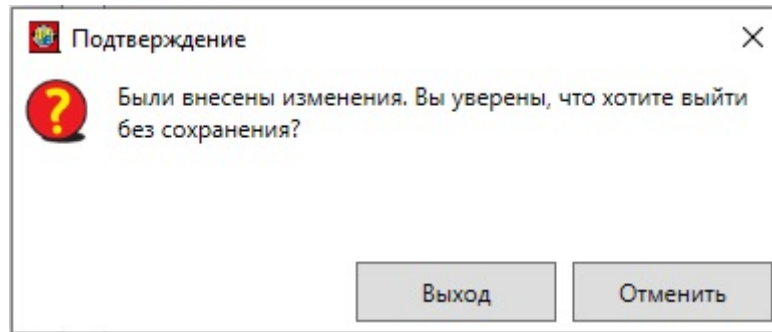 Подтверждение
Были внесены изменения. Вы уверены, что хотите выйти
без сохранения?
Выход
Отменить